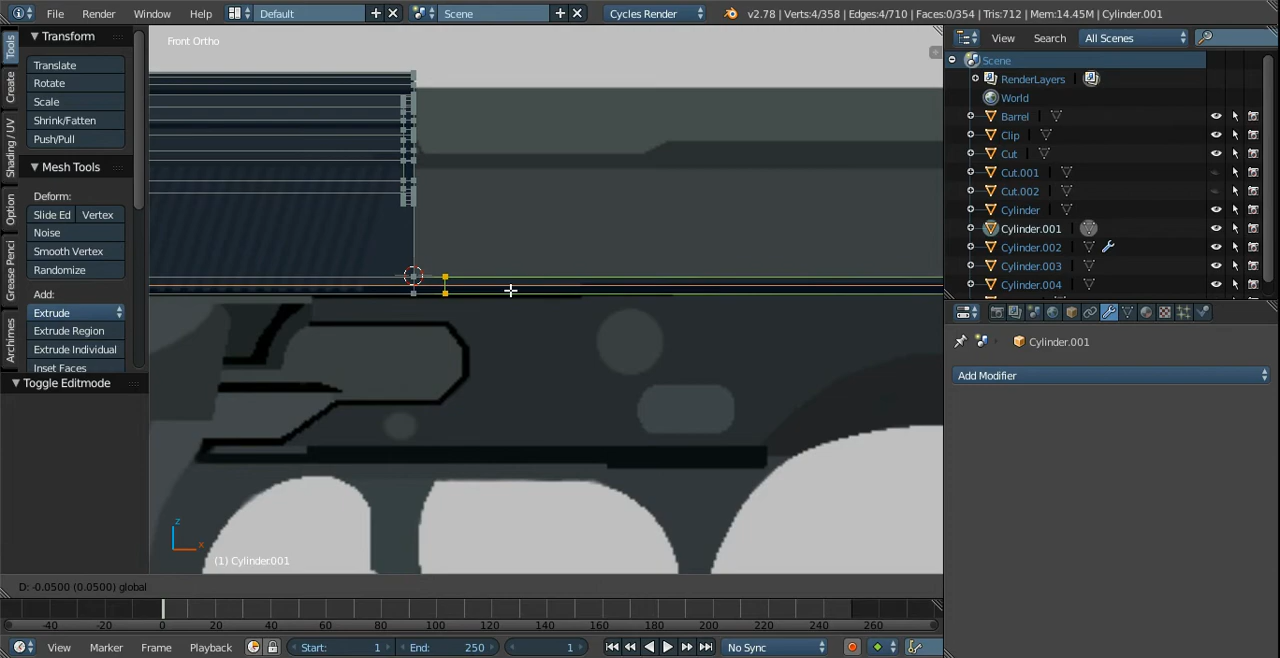 File Render Window Help Default Scene Cycles Render v2.78 | Verts:4/358 | Edges:4/710 | Faces:0/354 | Tris:712 | Mem:14.45M | Cylinder.001
Tools
Create
Shading / UV
Option
Grease Penci
Archimes
Transform
Translate
Rotate
Scale
Shrink/Fatten
Push/Pull
Mesh Tools
Deform:
Slide Ed Vertex
Noise
Smooth Vertex
Randomize
Add:
Extrude
Extrude Region
Extrude Individual
Inset Faces
Toggle Editmode
Front Ortho
z
x
(1) Cylinder.001
D: -0.0500 (0.0500) global
View Search All Scenes
Scene
RenderLayers
World
Barrel
Clip
Cut
Cut.001
Cut.002
Cylinder
Cylinder.001
Cylinder.002
Cylinder.003
Cylinder.004
Cylinder.001
Add Modifier
-40 -20 0 20 40 60 80 100 120 140 160 180 200 220 240 260
View Marker Frame Playback Start: 1 End: 250 1 No Sync